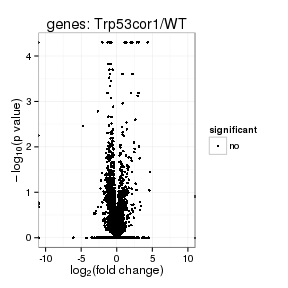 genes: Trp53cor1/WT
4
3
2
1
0
−log10(p value)
-10
-5
0
5
10
log2(fold change)
significant
no